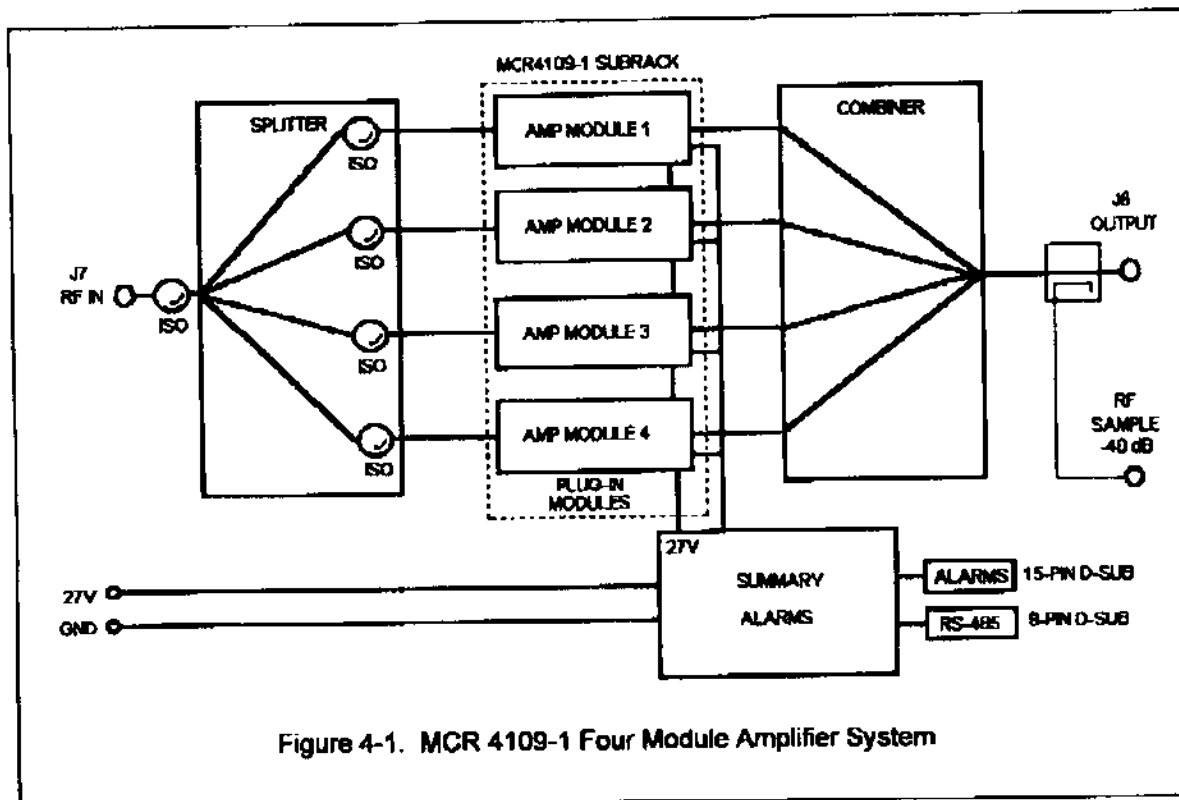 MCR4109-1 SUBRACK
SPLITTER
COMBINER
AMP MODULE 1
ISO
AMP MODULE 2
ISO
J7
RF IN
ISO
AMP MODULE 3
ISO
AMP MODULE 4
ISO
PLUG-IN
MODULES
J8
OUTPUT
RF
SAMPLE
-40 dB
27V
GND
27V
SUMMARY
ALARMS
ALARMS 15-PIN D-SUB
RS-485 -PIN D-SUB
Figure 4-1. MCR 4109-1 Four Module Amplifier System